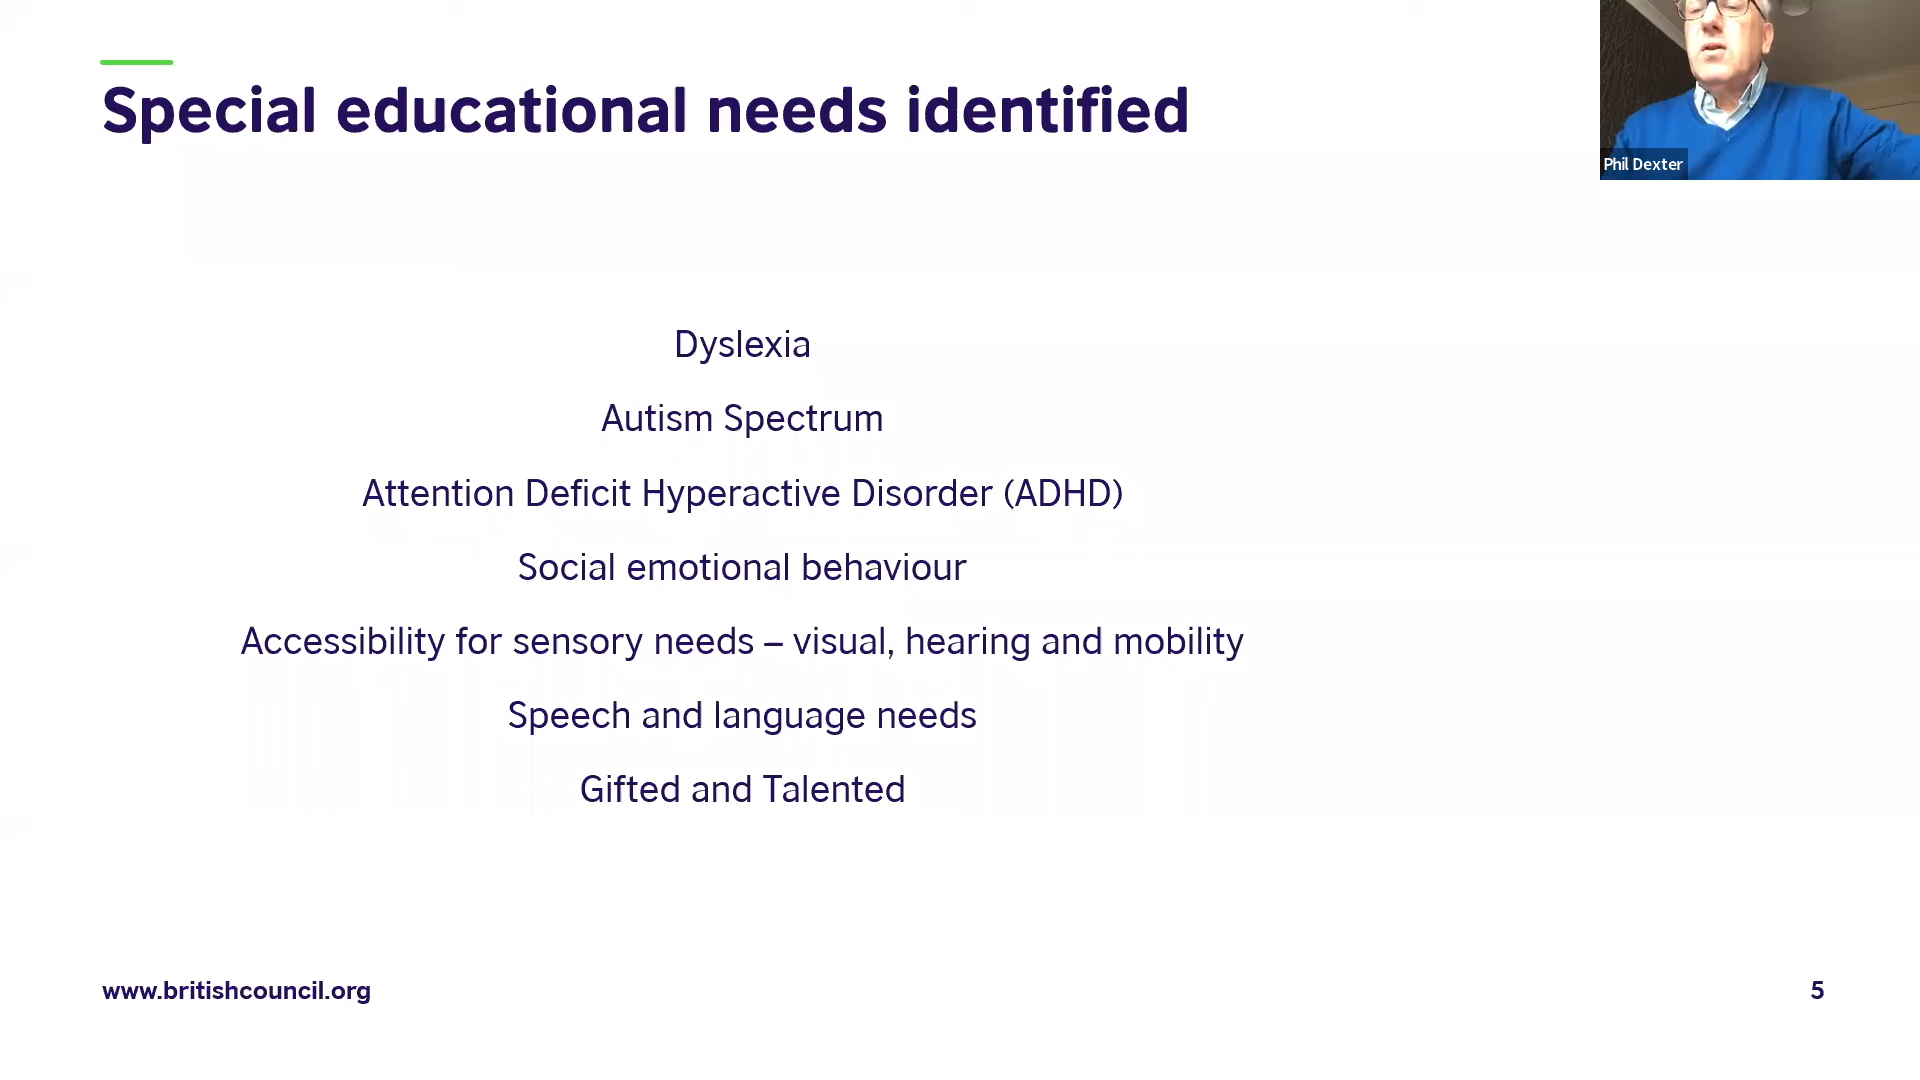 Special educational needs identified
Phil Dexter
Dyslexia
Autism Spectrum
Attention Deficit Hyperactive Disorder (ADHD)
Social emotional behaviour
Accessibility for sensory needs – visual, hearing and mobility
Speech and language needs
Gifted and Talented
www.britishcouncil.org
5